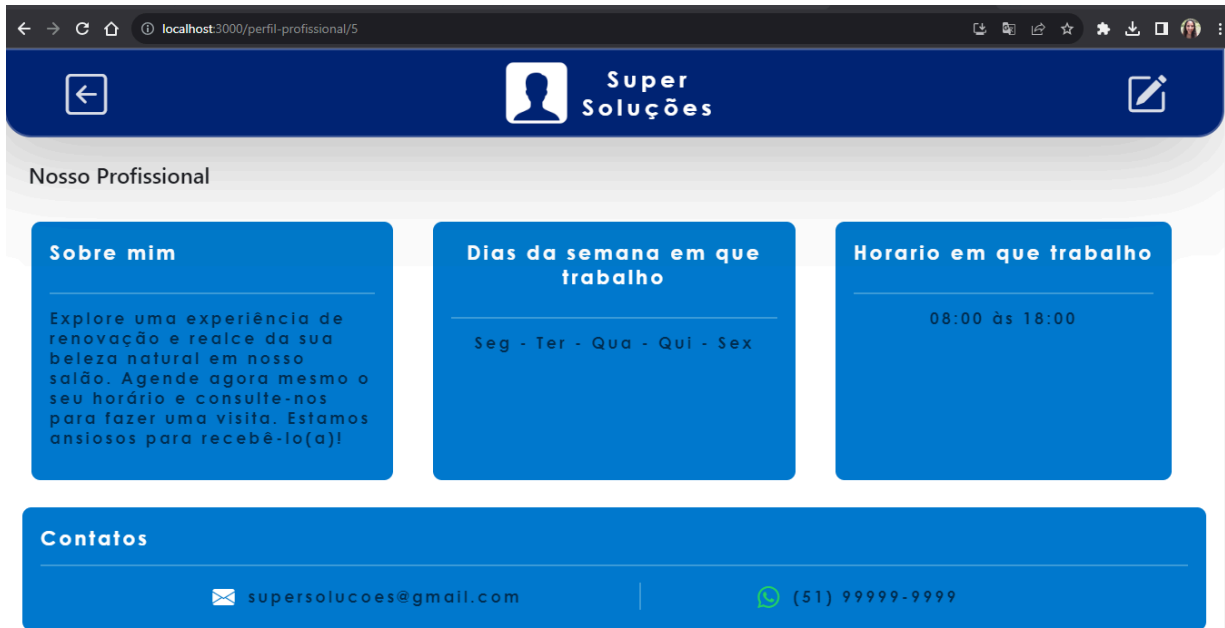 localhost:3000/perfil-profissional/5
Super
Soluções
Nosso Profissional
Sobre mim
Explore uma experiência de
renovação e realce da sua
beleza natural em nosso
salão. Agende agora mesmo o
seu horário e consulte-nos
para fazer uma visita. Estamos
ansiosos para recebê-lo(a)!
Dias da semana em que
trabalho
Seg - Ter - Qua - Qui - Sex
Horario em que trabalho
08:00 às 18:00
Contatos
supersolucoes@gmail.com
(51) 99999-9999